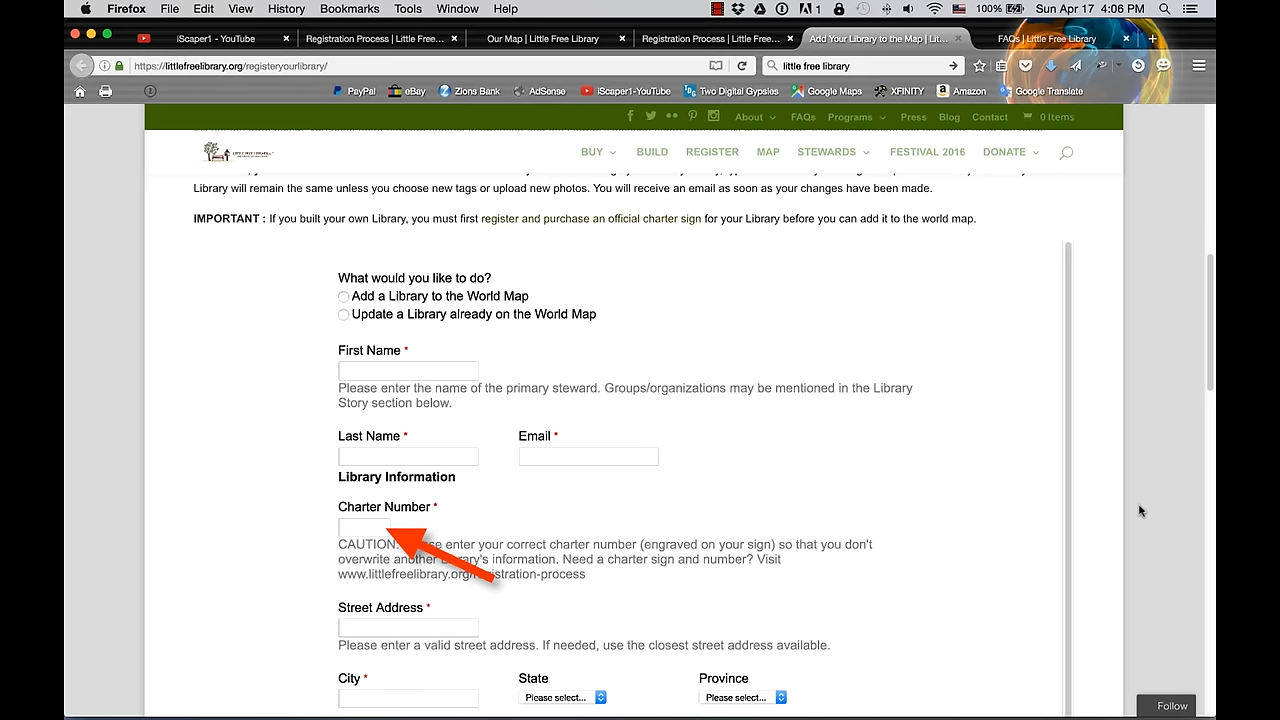 Firefox File Edit View History Bookmarks Tools Window Help 1 100% Sun Apr 17 4:06 PM
iScaper1 - YouTube Registration Process | Little Free... Our Map | Little Free Library Registration Process | Little Free... Add Your Library to the Map | Lit... FAQs | Little Free Library
https://littlefreelibrary.org/registeryourlibrary/ little free library
PayPal eBay Zions Bank AdSense iScaper1-YouTube Two Digital Gypsies Google Maps XFINITY Amazon Google Translate
About FAQs Programs Press Blog Contact 0 Items
BUY BUILD REGISTER MAP STEWARDS FESTIVAL 2016 DONATE
Library will remain the same unless you choose new tags or upload new photos. You will receive an email as soon as your changes have been made.
IMPORTANT : If you built your own Library, you must first register and purchase an official charter sign for your Library before you can add it to the world map.
What would you like to do?
Add a Library to the World Map
Update a Library already on the World Map
First Name *
Please enter the name of the primary steward. Groups/organizations may be mentioned in the Library
Story section below.
Last Name * Email *
Library Information
Charter Number *
CAUTION: enter your correct charter number (engraved on your sign) so that you don't
overwrite another Library's information. Need a charter sign and number? Visit
www.littlefreelibrary.org/registration-process
Street Address *
Please enter a valid street address. If needed, use the closest street address available.
City * State Province
Please select... Please select...
Follow